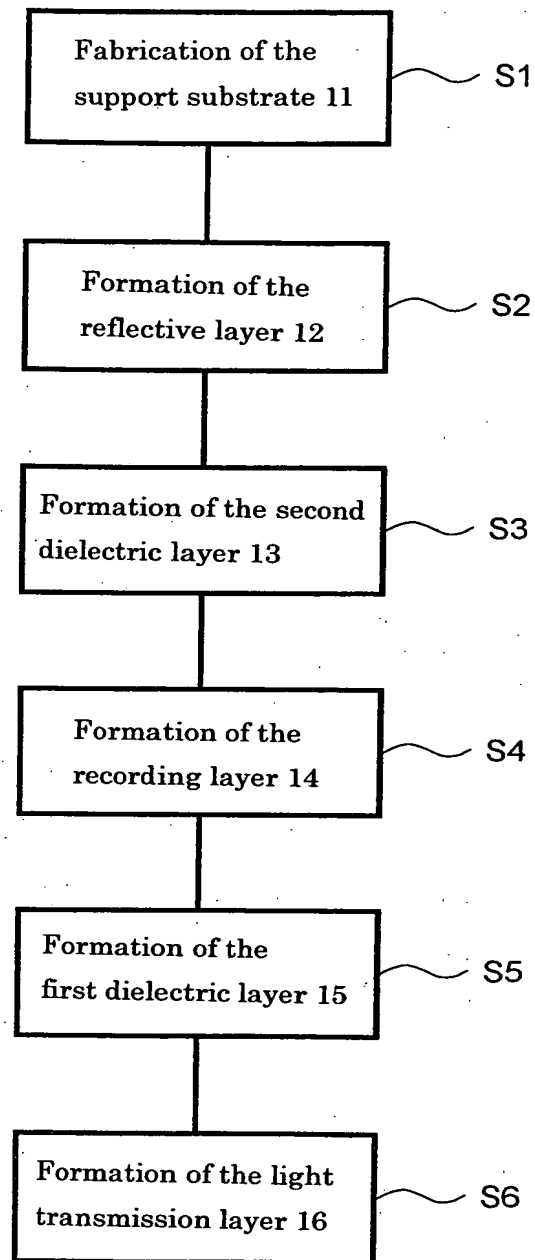 Fabrication of the
support substrate 11
S1
Formation of the
reflective layer 12
S2
Formation of the second
dielectric layer 13
S3
Formation of the
recording layer 14
S4
Formation of the
first dielectric layer 15
S5
Formation of the light
transmission layer 16
S6